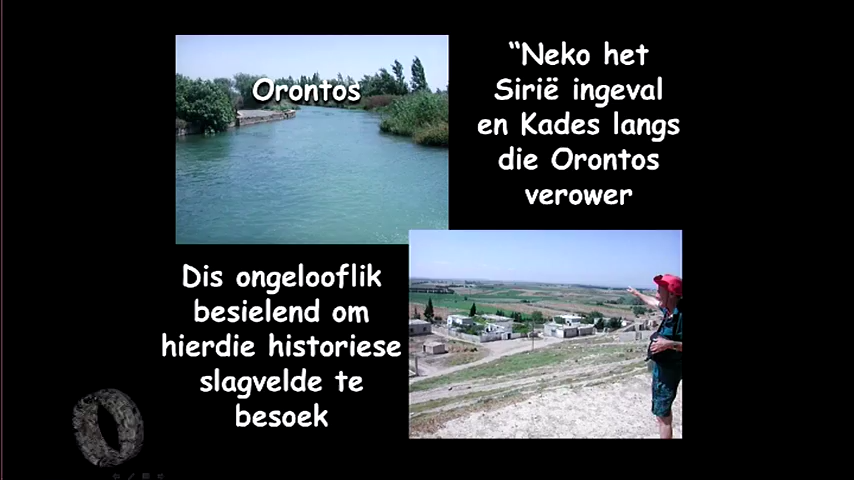 Orontos
“Neko het
Sirië ingeval
en Kades langs
die Orontos
verower
Dis ongelooflik
besielend om
hierdie historiese
slagvelde te
besoek